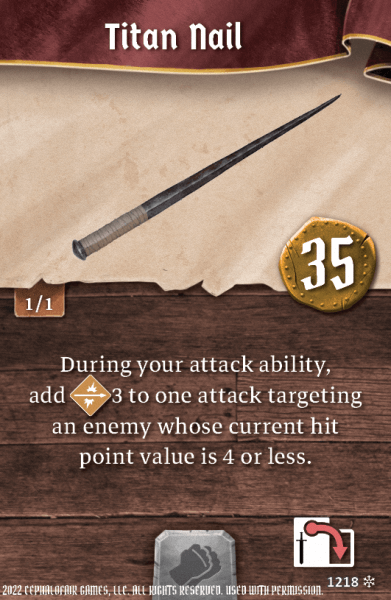 Titan Nail
35
1/1
During your attack ability,
add 3 to one attack targeting
an enemy whose current hit
point value is 4 or less.
1218
2022 CEPHALOFAIR GAMES, LLC. ALL RIGHTS RESERVED. USED WITH PERMISSION.